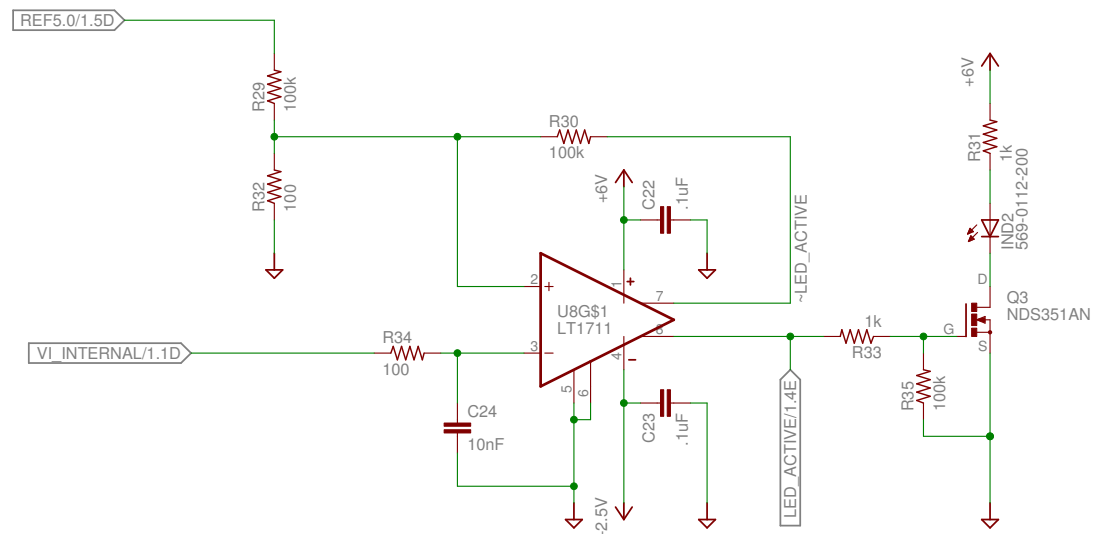 REF5.0/1.5D
R29
100k
R32
100
R30
100k
+6V
C22
.1uF
~LED_ACTIVE
+6V
R31
1k
IND2
569-0112-200
D
Q3
NDS351AN
G
S
2
+
1
+
7
U8G$1
LT1711
8
3
-
4
-
5
6
VI_INTERNAL/1.1D
R34
100
C24
10nF
C23
.1uF
-2.5V
LED_ACTIVE/1.4E
1k
R33
R35
100k